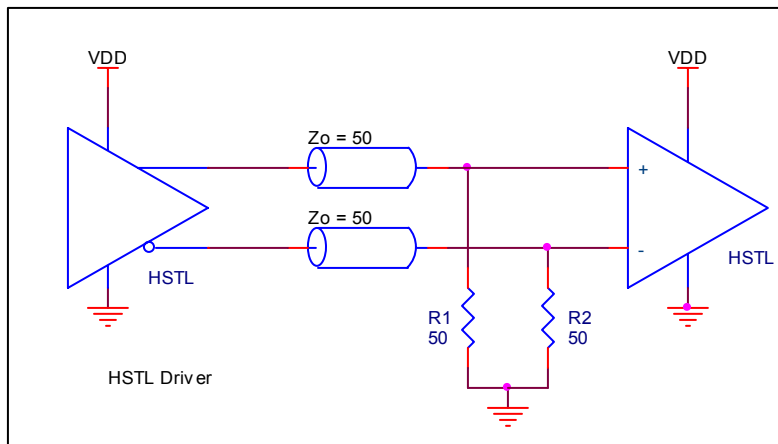 VDD
VDD
Zo = 50
+
Zo = 50
-
HSTL
HSTL
R1
50
R2
50
HSTL Driver